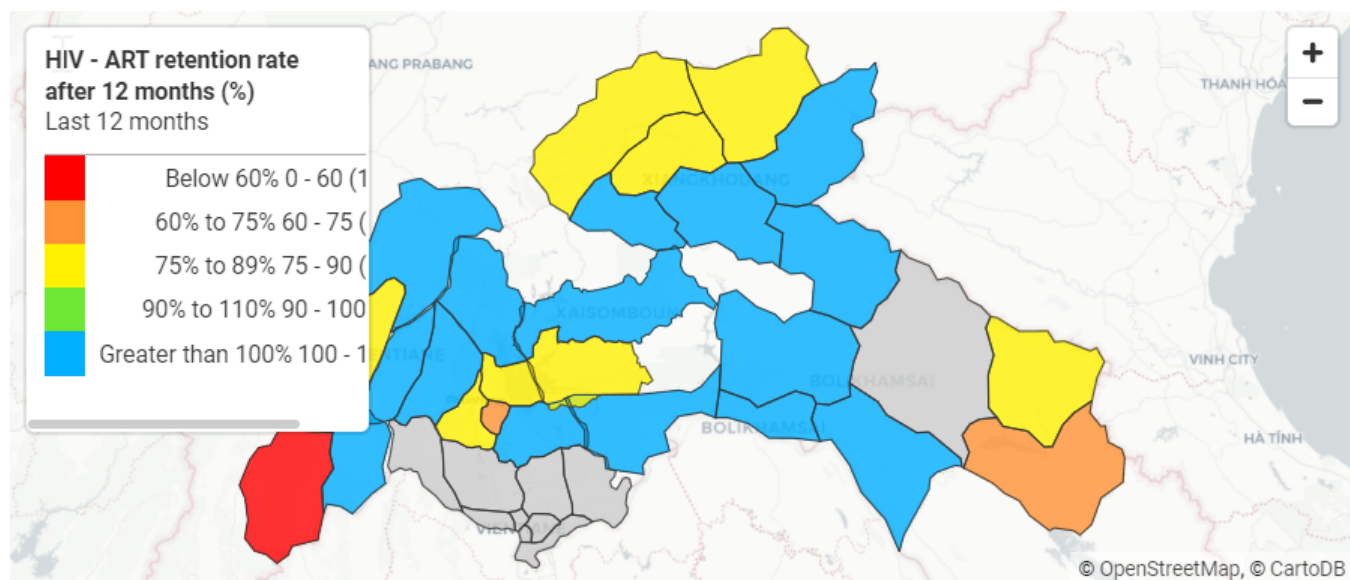 HIV - ART retention rate
after 12 months (%)
Last 12 months
Below 60% 0 - 60 (1
60% to 75% 60 - 75 (
75% to 89% 75 - 90 (
90% to 110% 90 - 100
Greater than 100% 100 - 1
ANG PRABANG
THANH HÓA
XIANGKHOUANG
XAISOMBOUN
ENTIANE
VINH CITY
BOLIKHAMSAI
BOLIKHAMSAI
HÀ TĨNH
+
−
© OpenStreetMap, © CartoDB